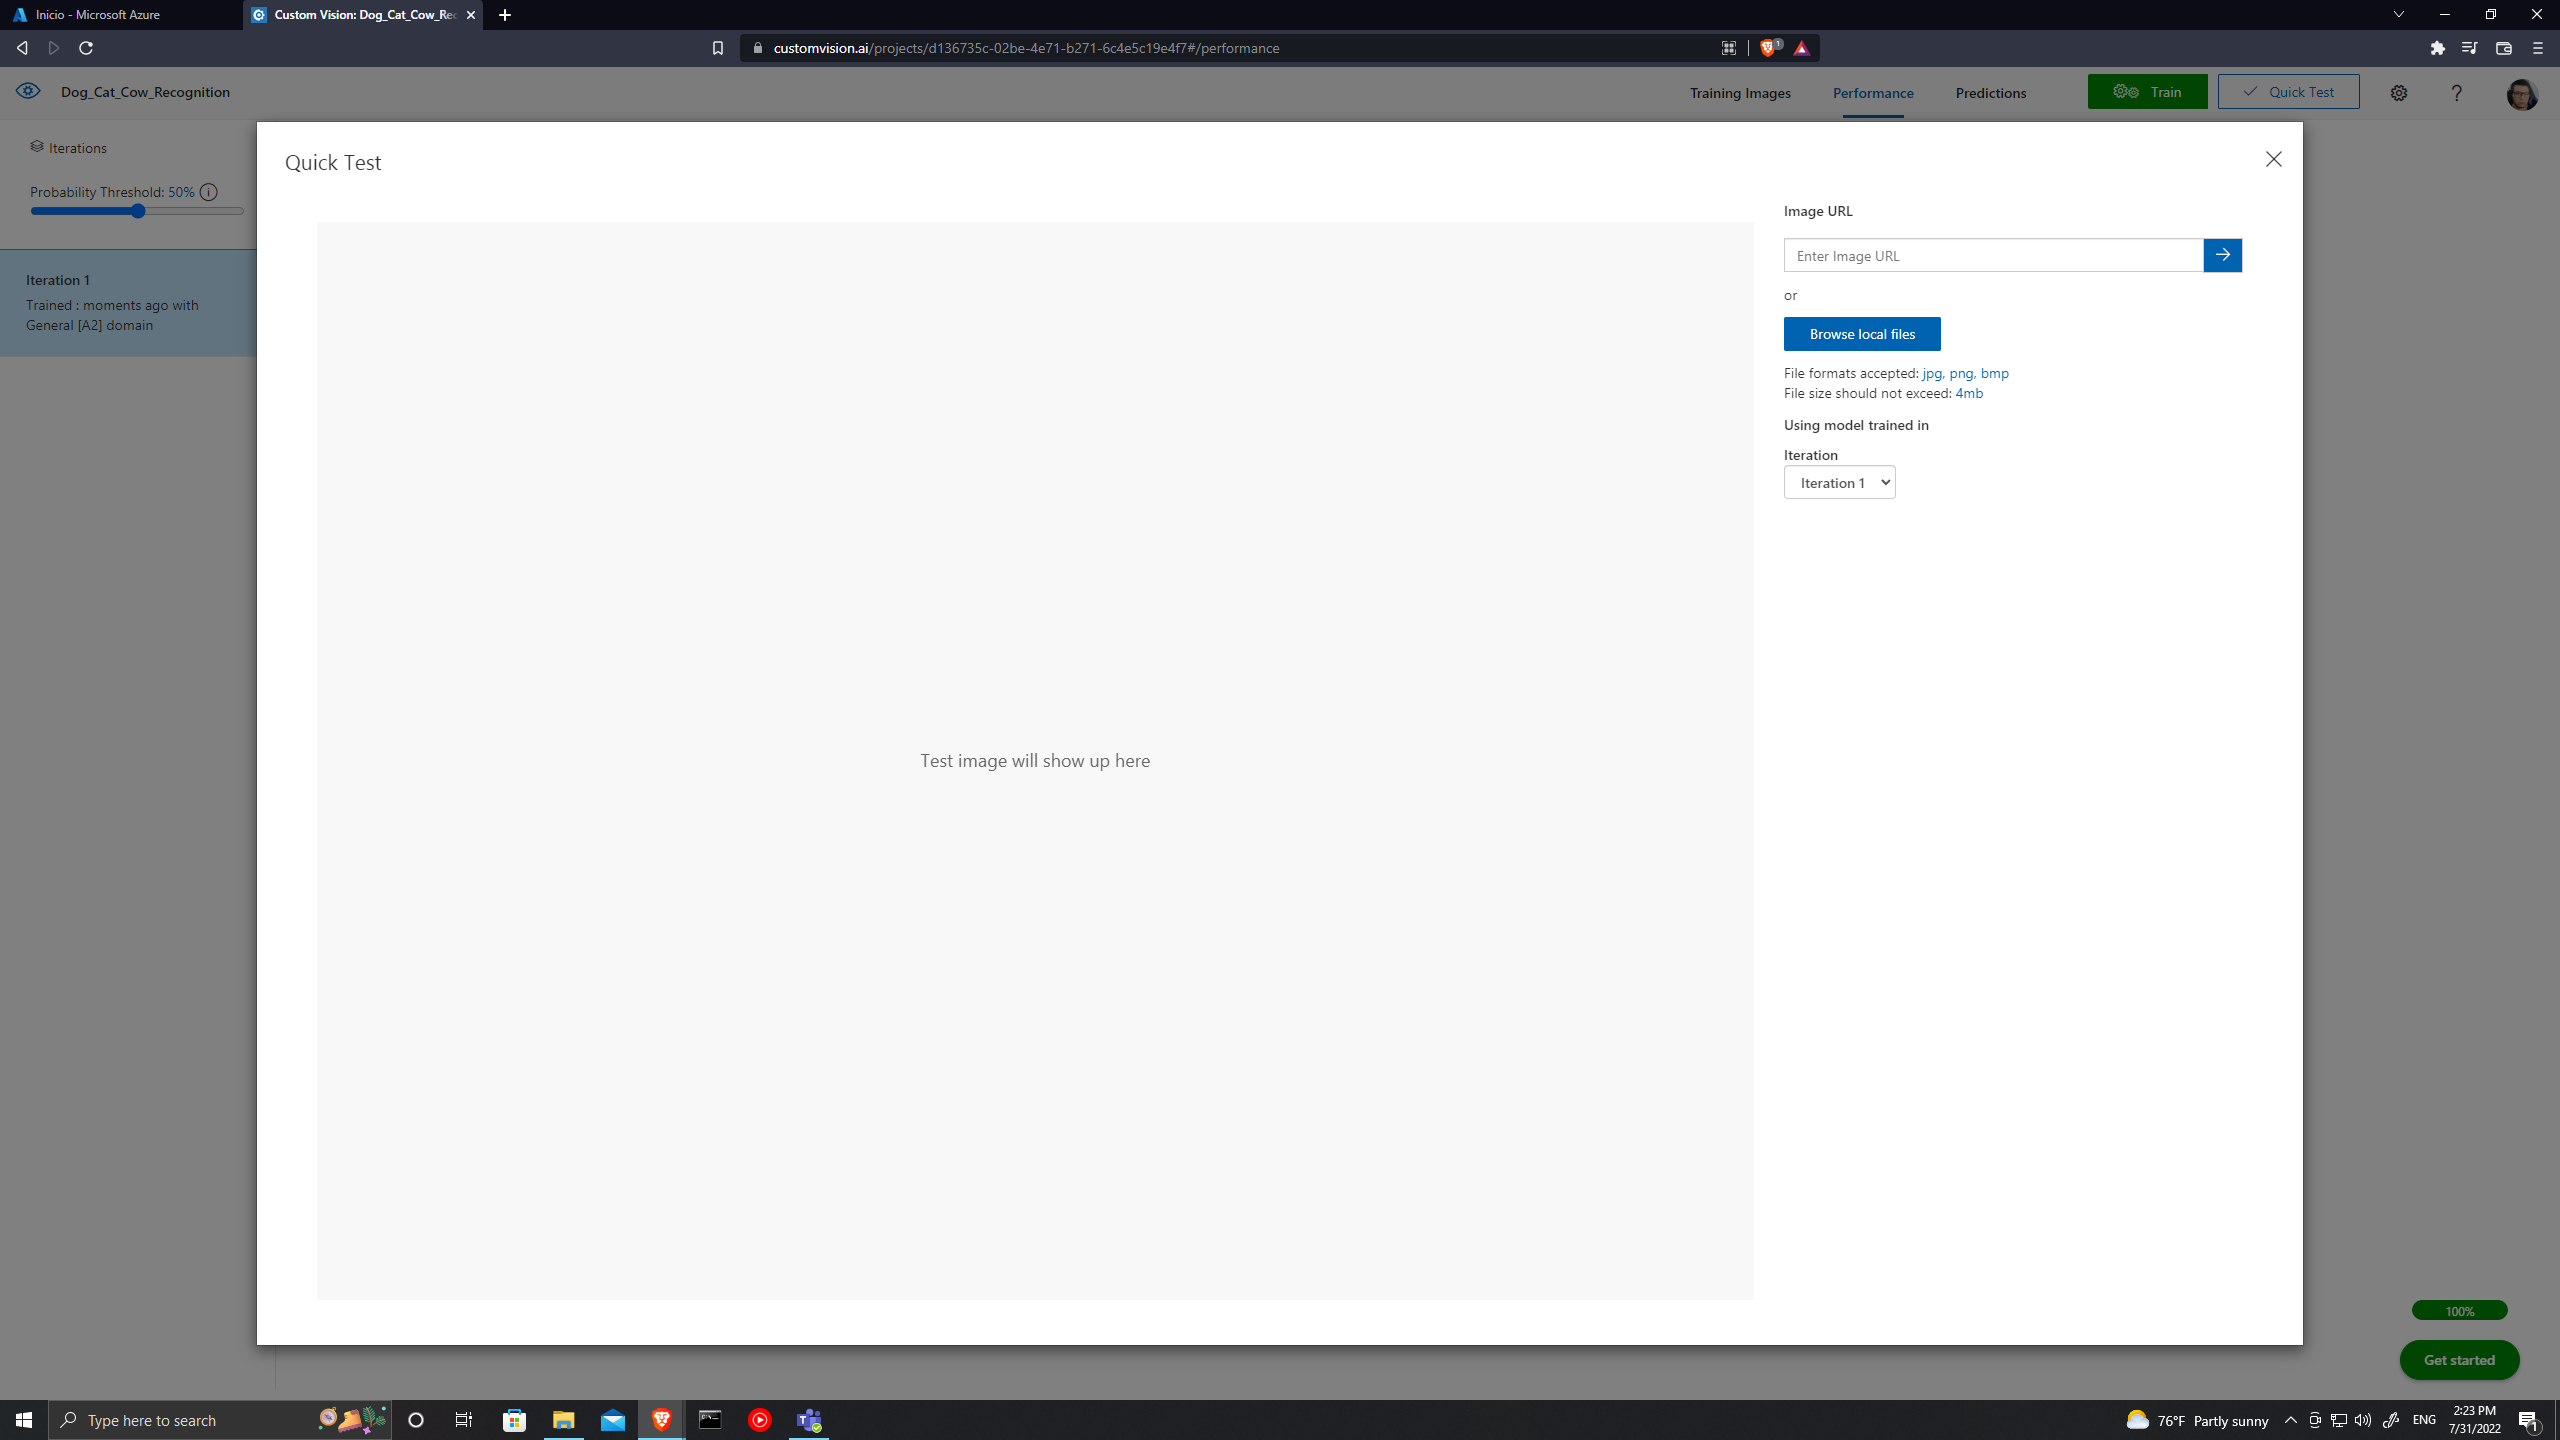 Inicio - Microsoft Azure
Custom Vision: Dog_Cat_Cow_Rec
customvision.ai/projects/d136735c-02be-4e71-b271-6c4e5c19e4f7#/performance
1
Dog_Cat_Cow_Recognition
Training Images
Performance
Predictions
Train
Quick Test
?
Iterations
Probability Threshold: 50%
Iteration 1
Trained : moments ago with
General [A2] domain
Quick Test
Test image will show up here
Image URL
Enter Image URL
or
Browse local files
File formats accepted: jpg, png, bmp
File size should not exceed: 4mb
Using model trained in
Iteration
Iteration 1
100%
Get started
Type here to search
76°F Partly sunny
ENG
2:23 PM
7/31/2022
1